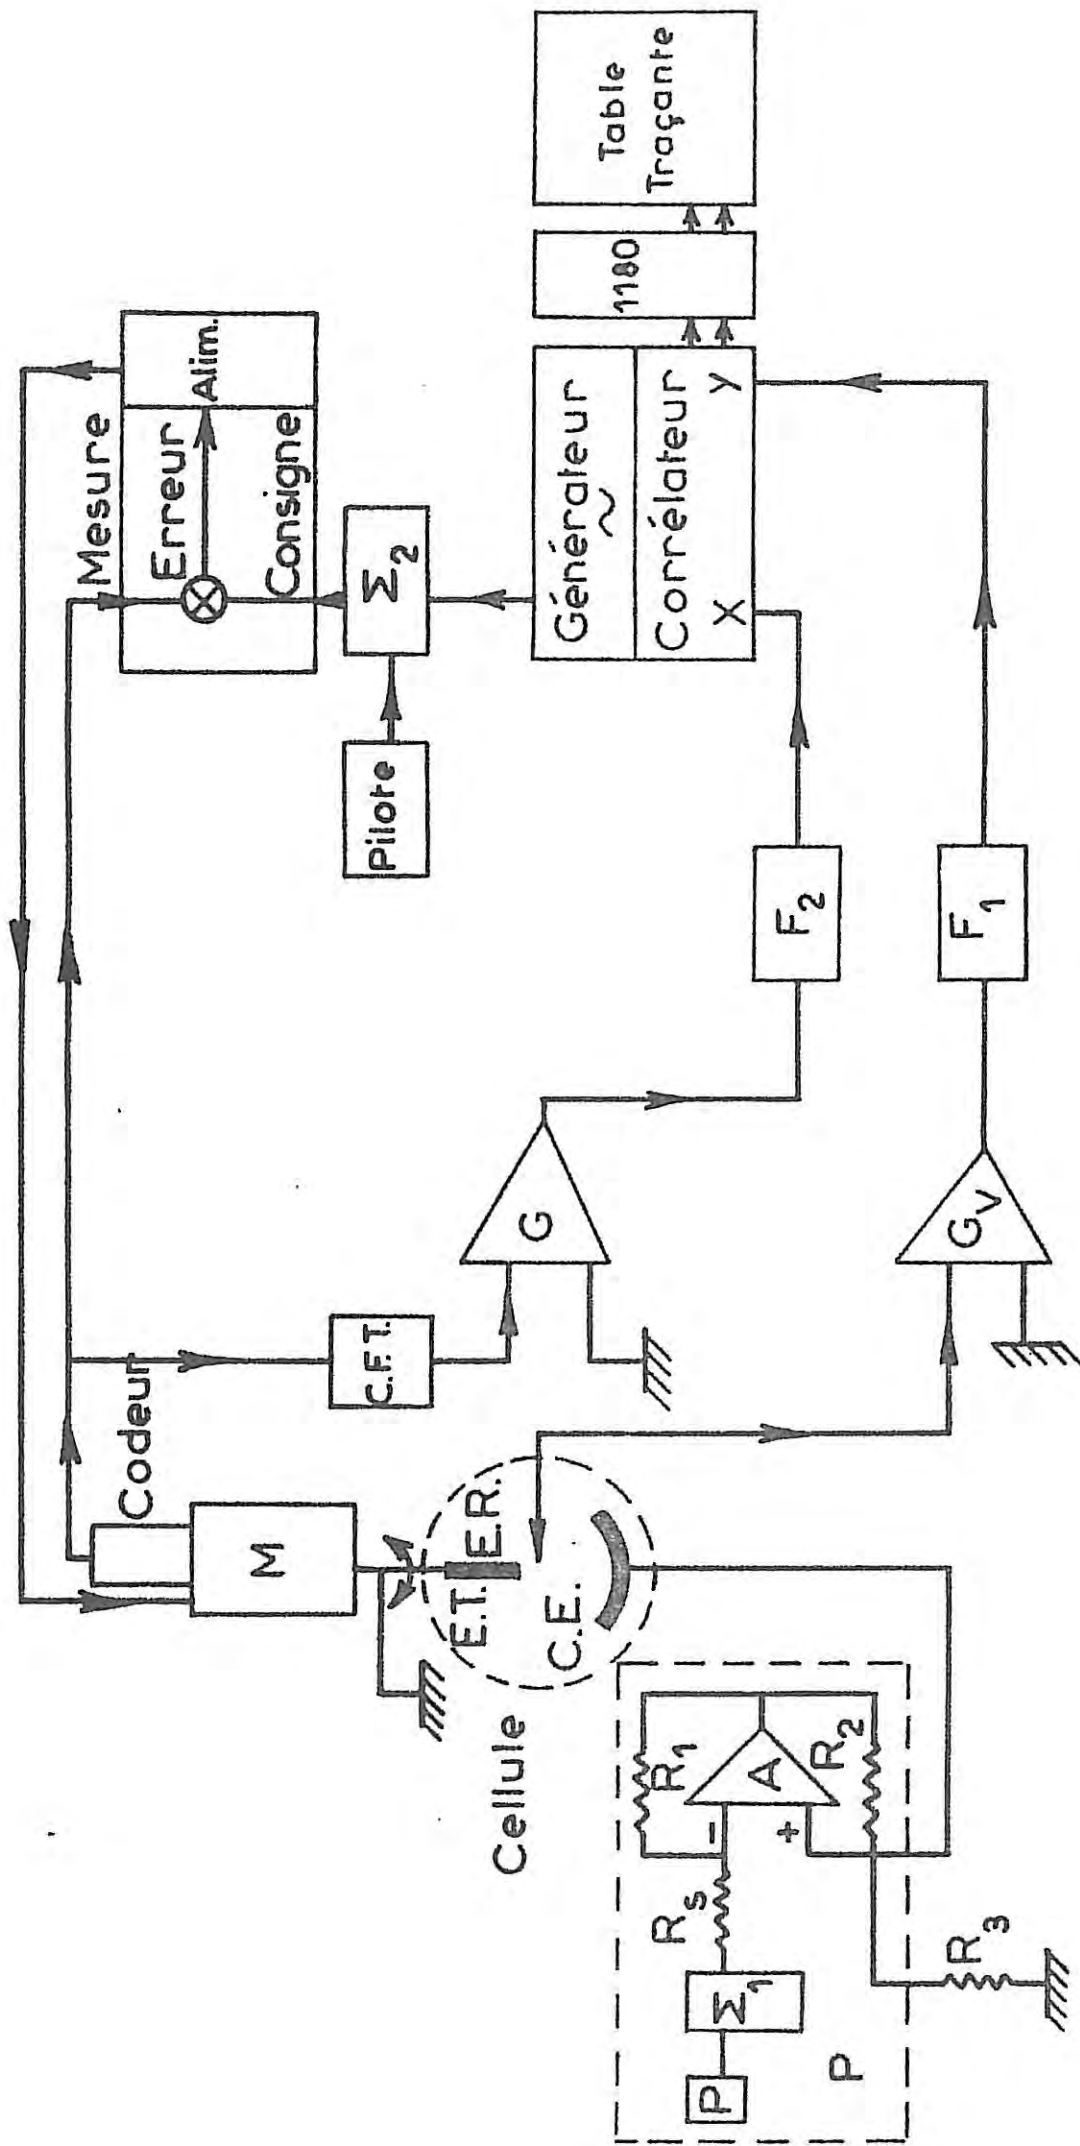 Mesure
Erreur
Alim.
Consigne
Σ2
Pilote
Générateur
~
Corrélateur
X
Y
1180
Table
Traçante
F2
F1
G
GV
C.F.T.
Codeur
M
E.T.
E.R.
C.E.
Cellule
R1
A
-
+
R2
Rs
Σ1
P
P
R3